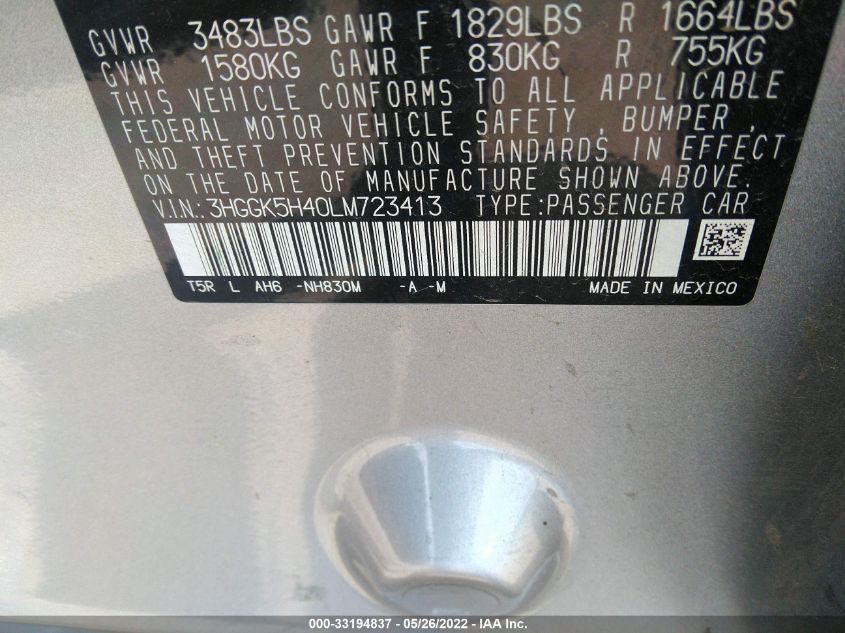 GVWR 3483LBS GAWR F 1829LBS R 1664LBS
GVWR 1580KG GAWR F 830KG R 755KG
THIS VEHICLE CONFORMS TO ALL APPLICABLE
FEDERAL MOTOR VEHICLE SAFETY , BUMPER ,
AND THEFT PREVENTION STANDARDS IN EFFECT
ON THE DATE OF MANUFACTURE SHOWN ABOVE.
V.I.N.: 3HGGK5H40LM723413 TYPE:PASSENGER CAR
T5R L AH6 -NH830M -A -M MADE IN MEXICO
000-33194837 - 05/26/2022 - IAA Inc.